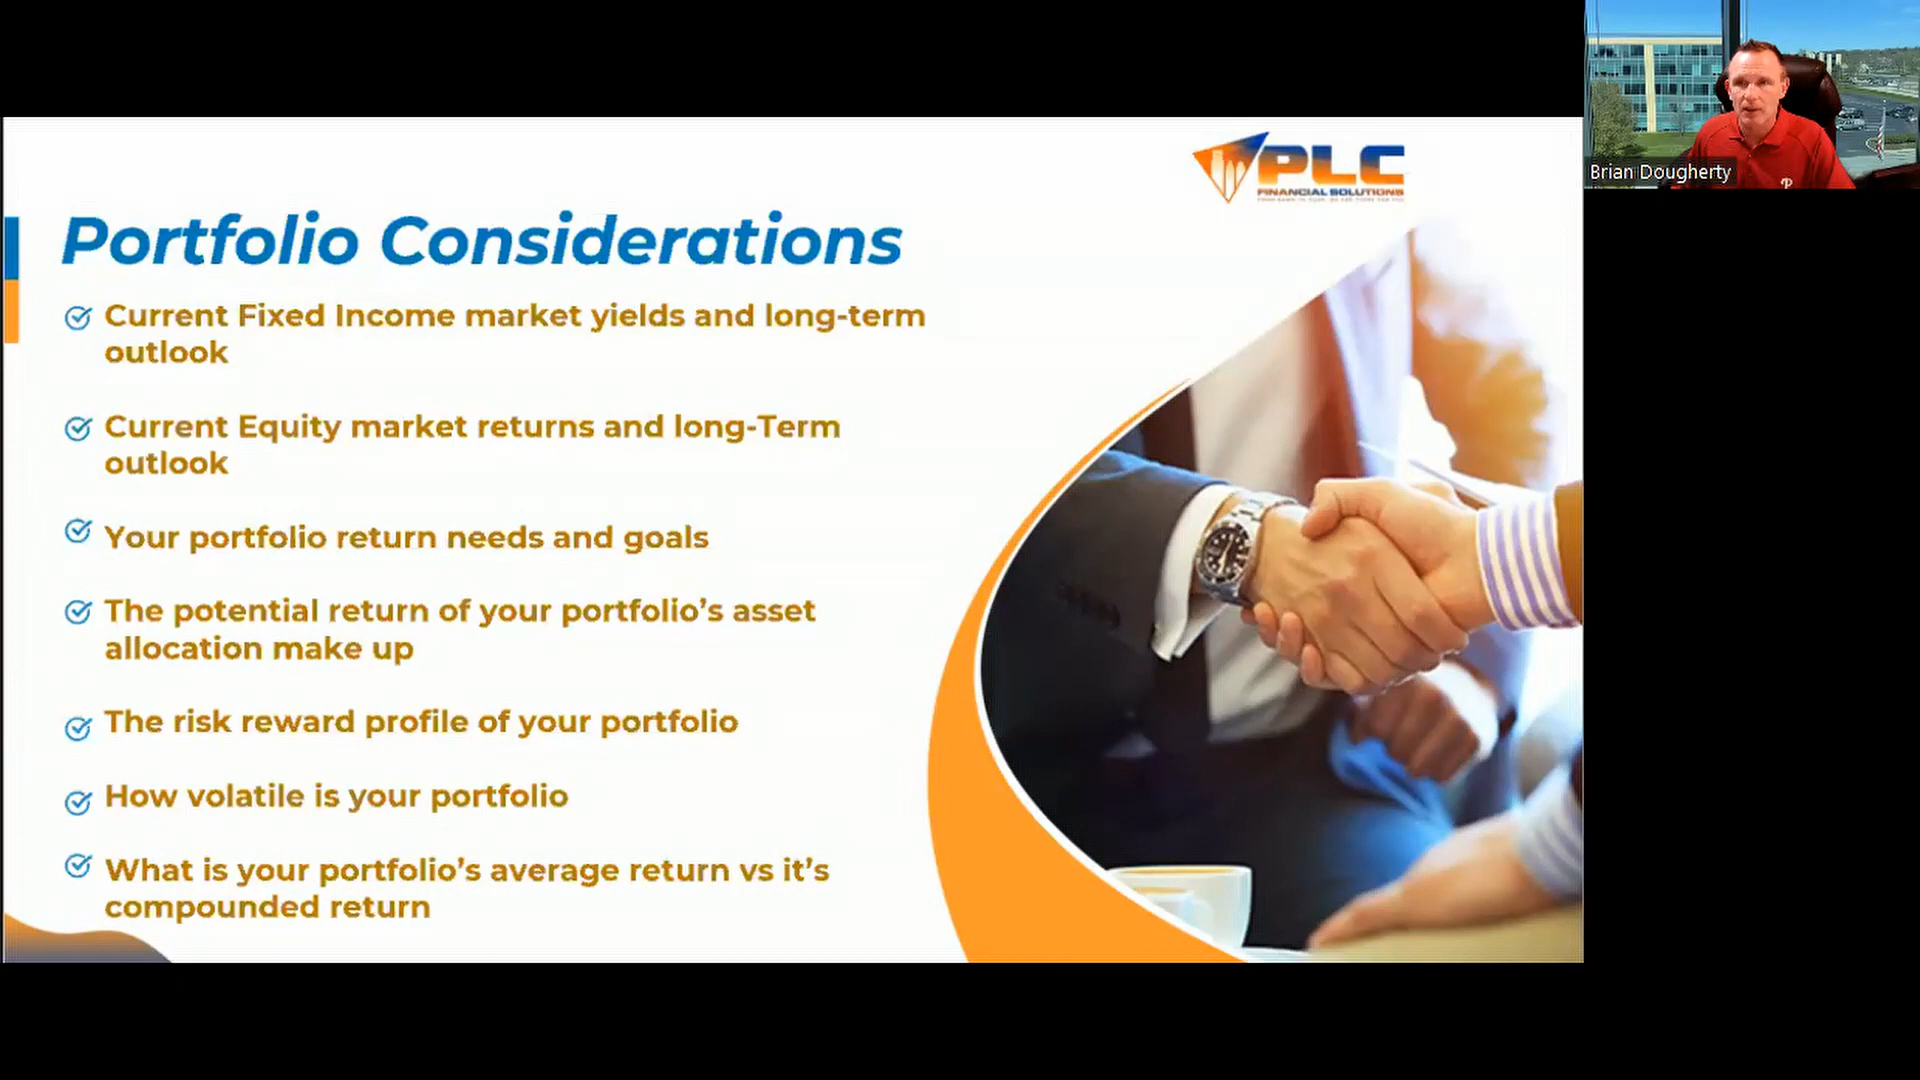 PLC
FINANCIAL SOLUTIONS
Brian Dougherty
P
Portfolio Considerations
Current Fixed Income market yields and long-term
outlook
Current Equity market returns and long-Term
outlook
Your portfolio return needs and goals
The potential return of your portfolio’s asset
allocation make up
The risk reward profile of your portfolio
How volatile is your portfolio
What is your portfolio’s average return vs it’s
compounded return